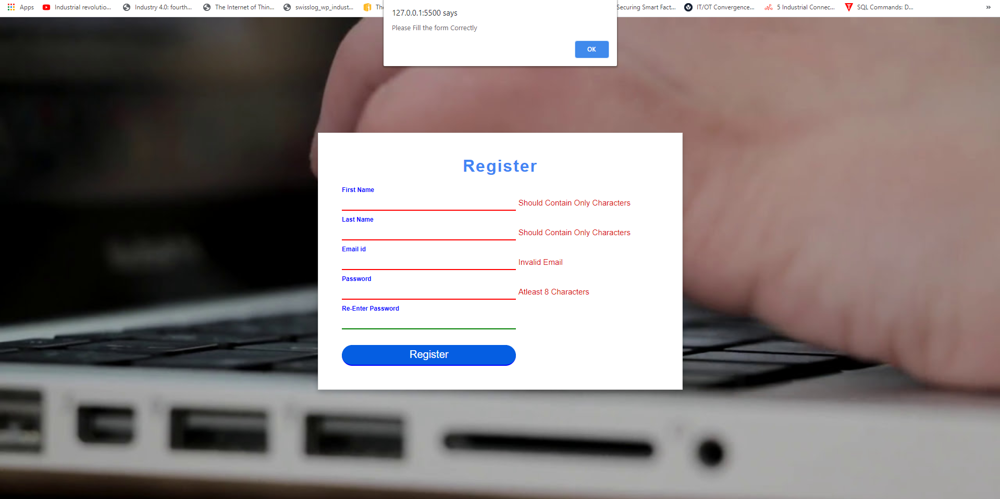 Apps Industrial revolutio... Industry 4.0: fourth... The Internet of Thin... swisslog_wp_indust... The Securing Smart Fact... IT/OT Convergence... 5 Industrial Connec... T SQL Commands: D... »
127.0.0.1:5500 says
Please Fill the form Correctly
OK
Register
First Name
Should Contain Only Characters
Last Name
Should Contain Only Characters
Email id
Invalid Email
Password
Atleast 8 Characters
Re-Enter Password
Register